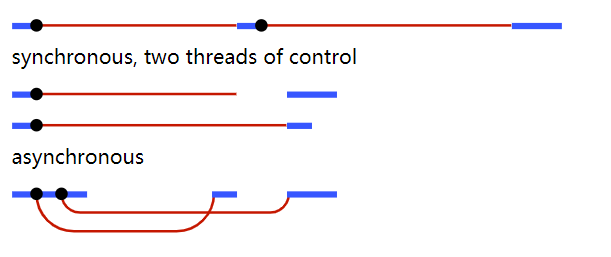 synchronous, two threads of control
asynchronous